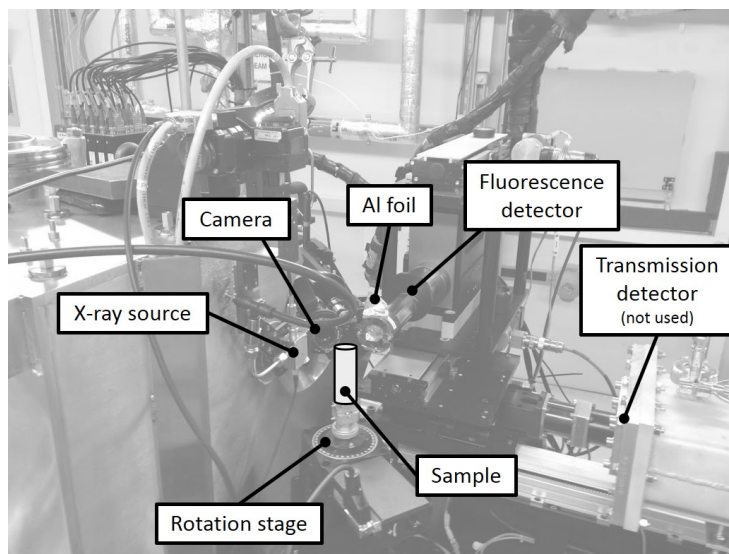 Fluorescence
detector
Al foil
Camera
Transmission
detector
(not used)
X-ray source
Sample
Rotation stage